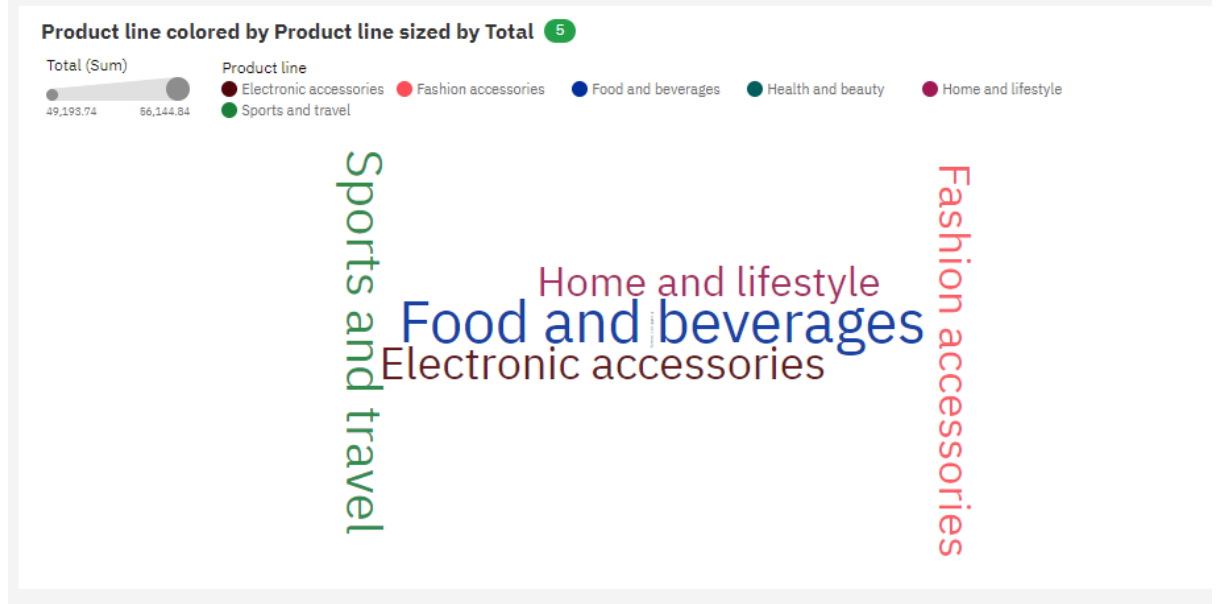 Product line colored by Product line sized by Total 5
Total (Sum)
49,193.74 56,144.84
Product line
Electronic accessories Fashion accessories Food and beverages Health and beauty Home and lifestyle
Sports and travel
Sports and travel
Home and lifestyle
Food and beverages
Electronic accessories
Fashion accessories